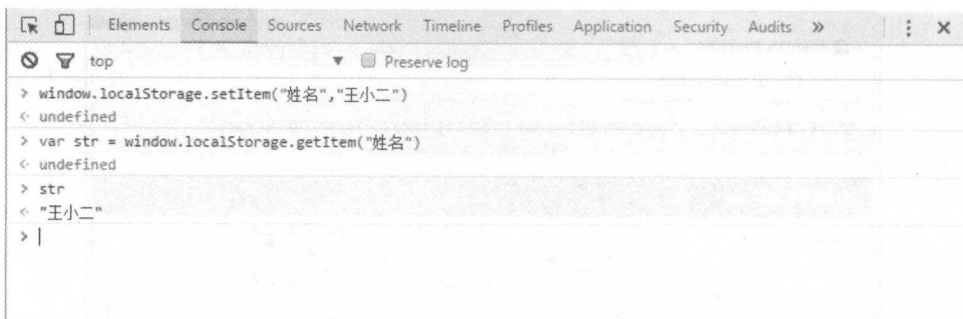 Elements Console Sources Network Timeline Profiles Application Security Audits »
top ▼ Preserve log
> window.localStorage.setItem("姓名","王小二")
<· undefined
> var str = window.localStorage.getItem("姓名")
<· undefined
> str
<· "王小二"
>